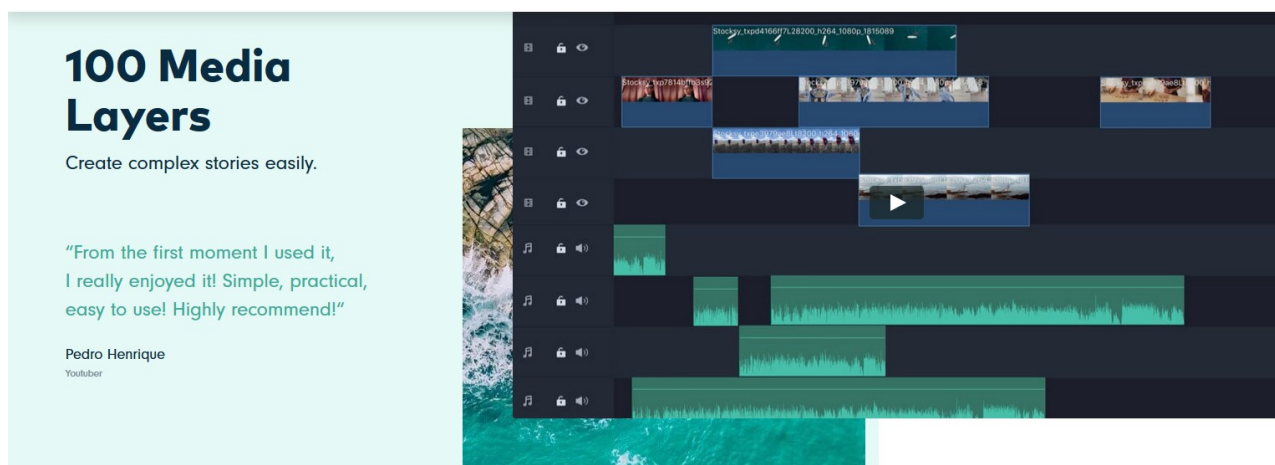 100 Media
Layers
Create complex stories easily.
“From the first moment I used it,
I really enjoyed it! Simple, practical,
easy to use! Highly recommend!“
Pedro Henrique
Youtuber
Stocksy_txpd4166ff7L28200_h264_1080p_1815089